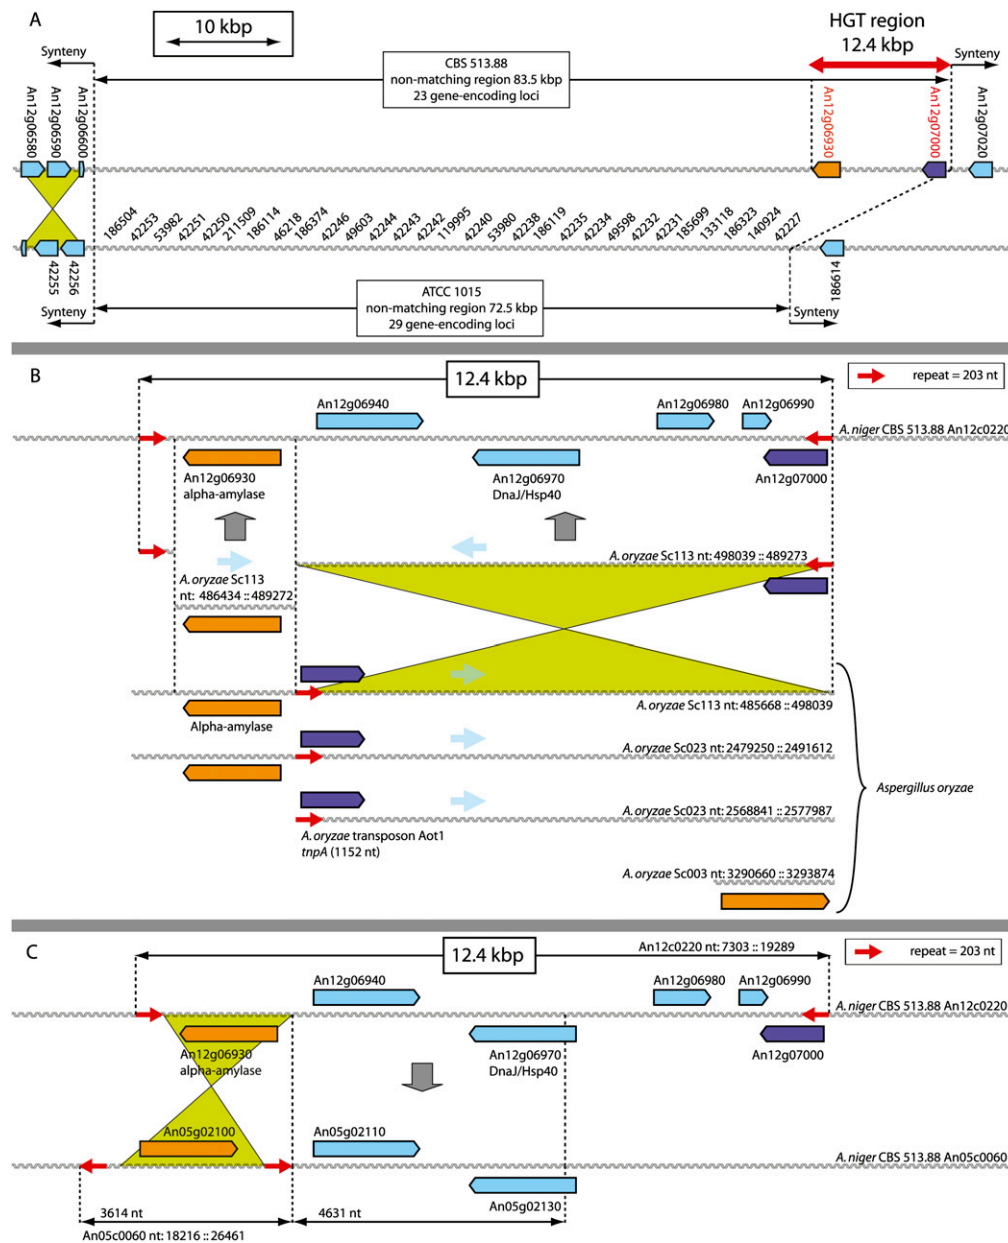 A
10 kbp
HGT region
12.4 kbp
Synteny
Synteny
CBS 513.88
non-matching region 83.5 kbp
23 gene-encoding loci
An12g06580
An12g06590
An12g06600
An12g06930
An12g07000
An12g07020
186504
42253
53982
42251
42250
211509
186114
46218
186374
42246
49603
42244
42243
42242
119995
42240
53980
42238
186119
42235
42234
49598
42232
42231
185699
133118
186323
140924
42227
42255
42256
186614
ATCC 1015
non-matching region 72.5 kbp
29 gene-encoding loci
Synteny
Synteny
B
12.4 kbp
repeat = 203 nt
An12g06940
An12g06980
An12g06990
A. niger CBS 513.88 An12c0220
An12g06930
alpha-amylase
An12g06970
DnaJ/Hsp40
An12g07000
A. oryzae Sc113 nt: 498039 :: 489273
A. oryzae Sc113
nt: 486434 :: 489272
A. oryzae Sc113 nt: 485668 :: 498039
Alpha-amylase
A. oryzae Sc023 nt: 2479250 :: 2491612
Aspergillus oryzae
A. oryzae Sc023 nt: 2568841 :: 2577987
A. oryzae transposon Aot1
tnpA (1152 nt)
A. oryzae Sc003 nt: 3290660 :: 3293874
C
12.4 kbp
An12c0220 nt: 7303 :: 19289
repeat = 203 nt
An12g06940
An12g06980
An12g06990
A. niger CBS 513.88 An12c0220
An12g06930
alpha-amylase
An12g06970
DnaJ/Hsp40
An12g07000
An05g02100
An05g02110
A. niger CBS 513.88 An05c0060
An05g02130
3614 nt
4631 nt
An05c0060 nt: 18216 :: 26461